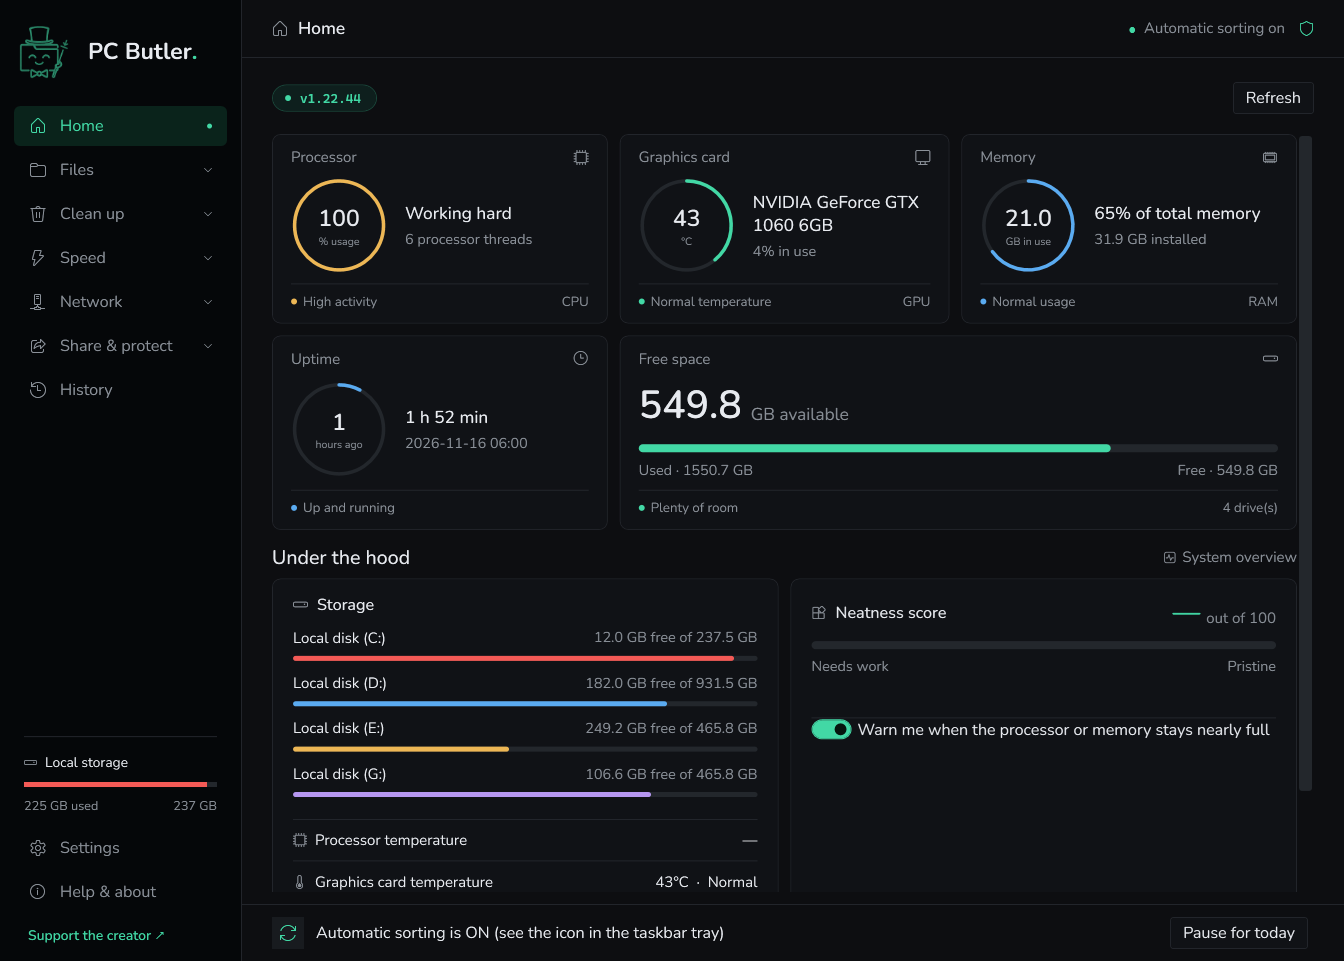 PC Butler.
Home
Files
Clean up
Speed
Network
Share & protect
History
Local storage
225 GB used 237 GB
Settings
Help & about
Support the creator ↗
Home
Automatic sorting on
v1.22.44
Refresh
Processor
100
% usage
Working hard
6 processor threads
High activity CPU
Graphics card
43
°C
NVIDIA GeForce GTX
1060 6GB
4% in use
Normal temperature GPU
Memory
21.0
GB in use
65% of total memory
31.9 GB installed
Normal usage RAM
Uptime
1
hours ago
1 h 52 min
2026-11-16 06:00
Up and running
Free space
549.8 GB available
Used · 1550.7 GB Free · 549.8 GB
Plenty of room 4 drive(s)
Under the hood System overview
Storage
Local disk (C:) 12.0 GB free of 237.5 GB
Local disk (D:) 182.0 GB free of 931.5 GB
Local disk (E:) 249.2 GB free of 465.8 GB
Local disk (G:) 106.6 GB free of 465.8 GB
Processor temperature —
Graphics card temperature 43°C · Normal
Neatness score — out of 100
Needs work Pristine
Warn me when the processor or memory stays nearly full
Automatic sorting is ON (see the icon in the taskbar tray)
Pause for today